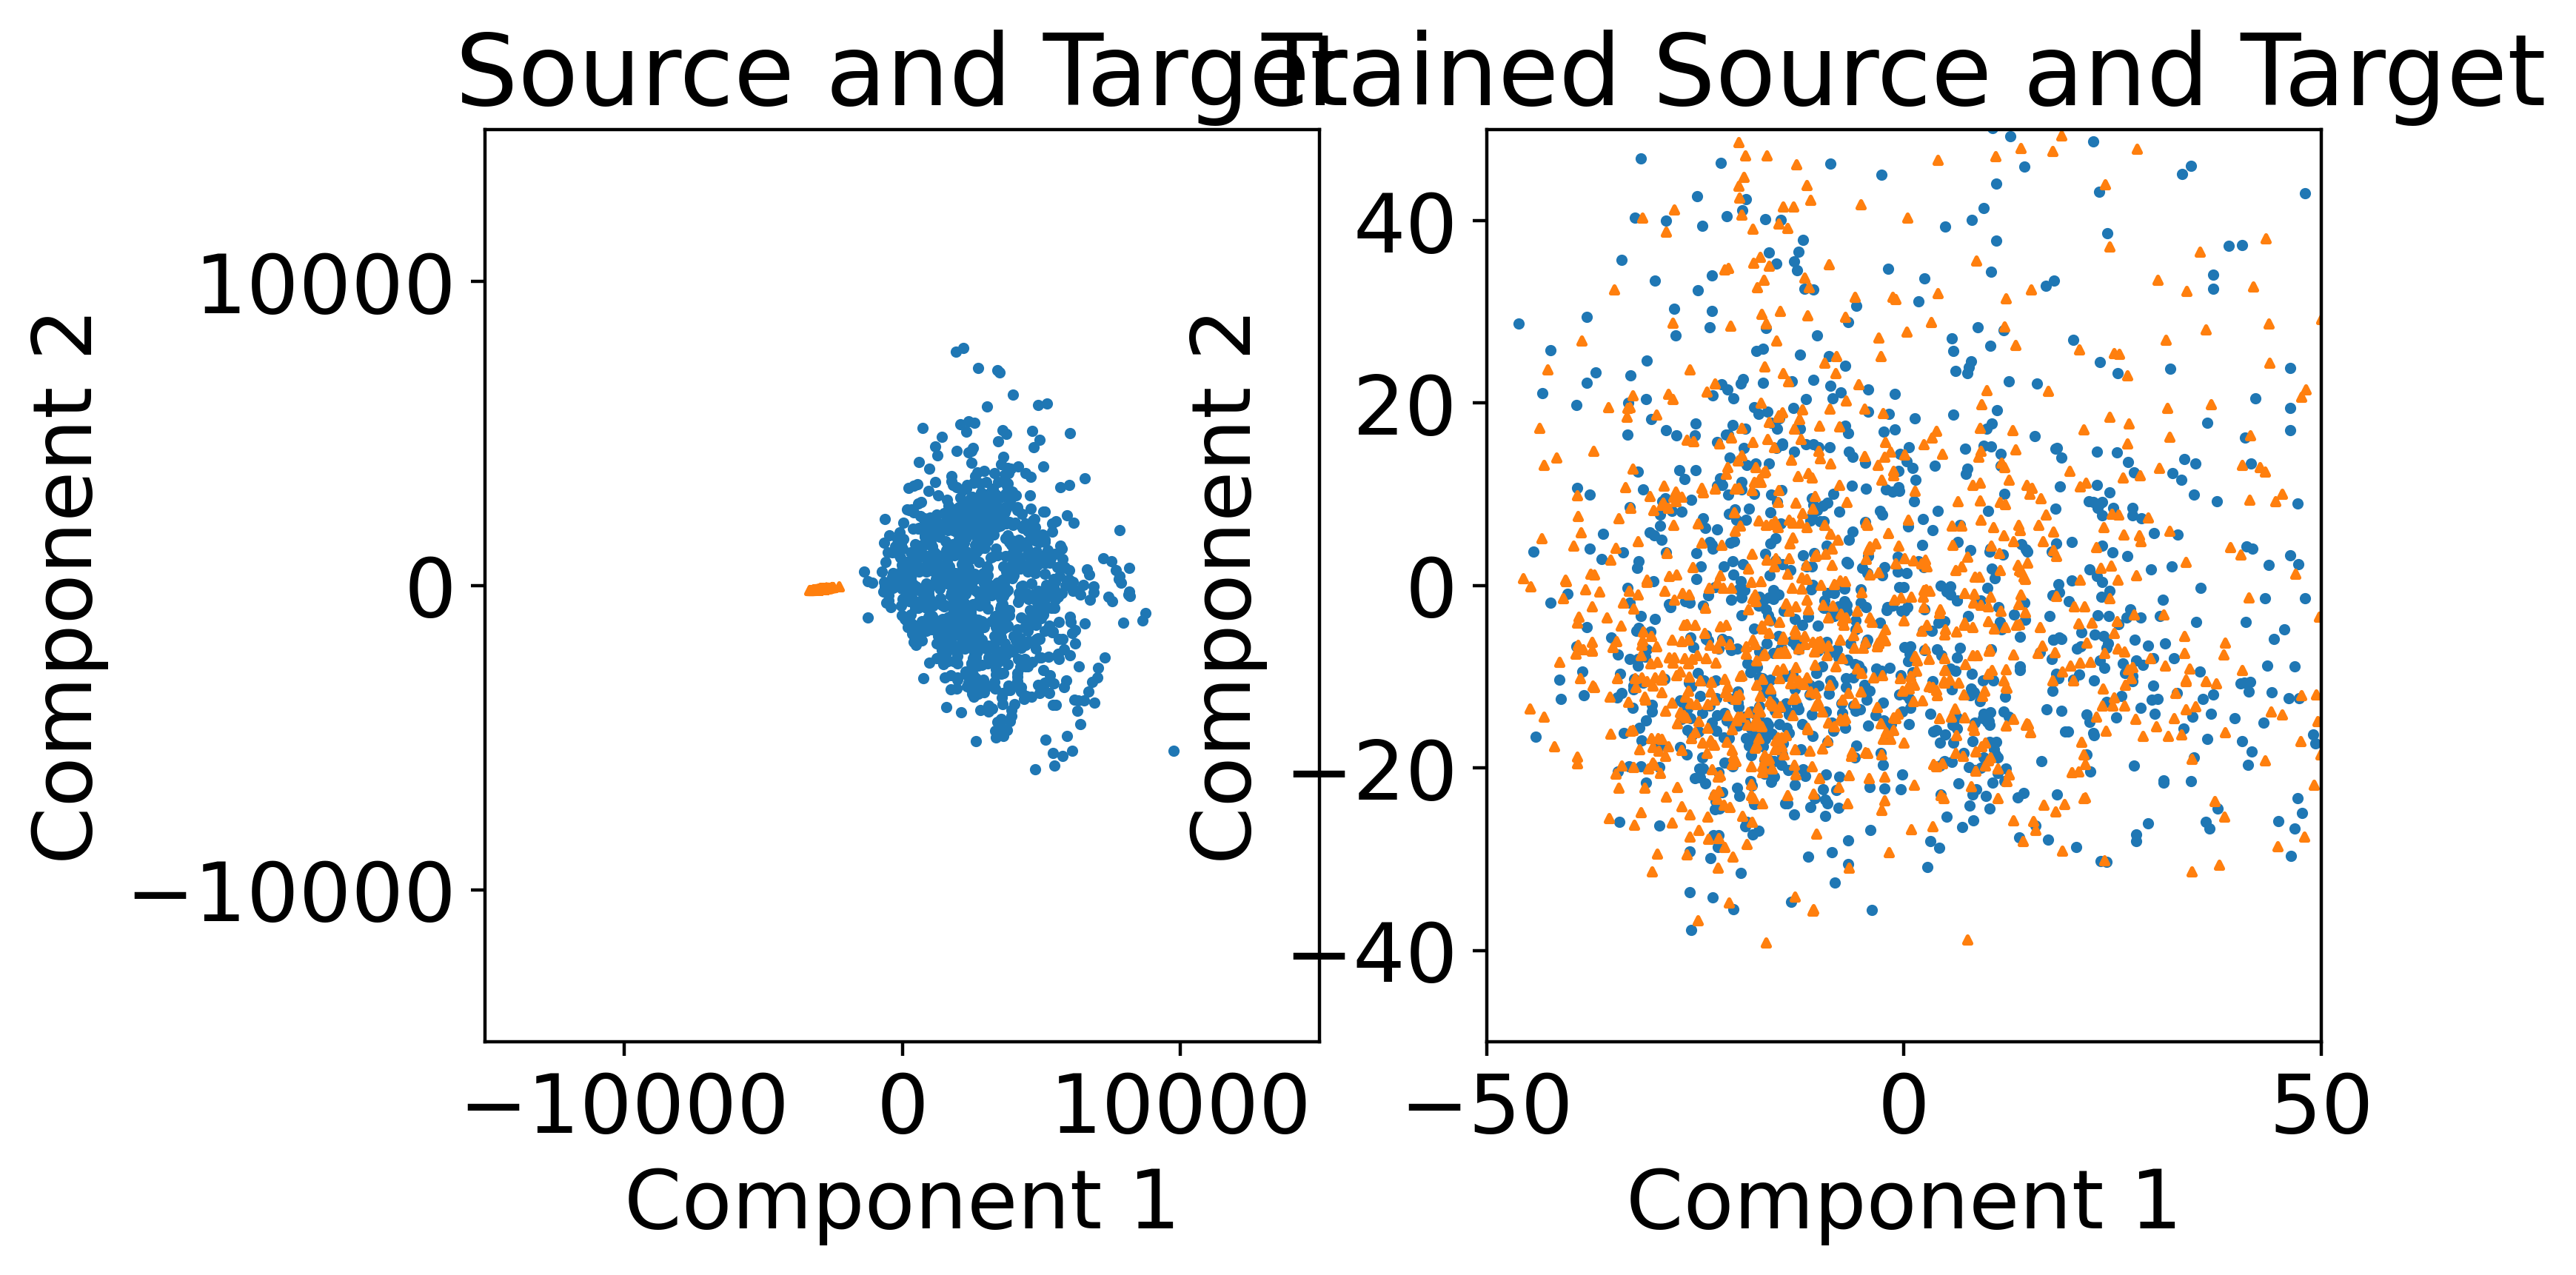 Source and Target
Trained Source and Target
Component 2
10000
0
−10000
−10000 0 10000
Component 1
Component 2
40
20
0
−20
−40
−50 0 50
Component 1